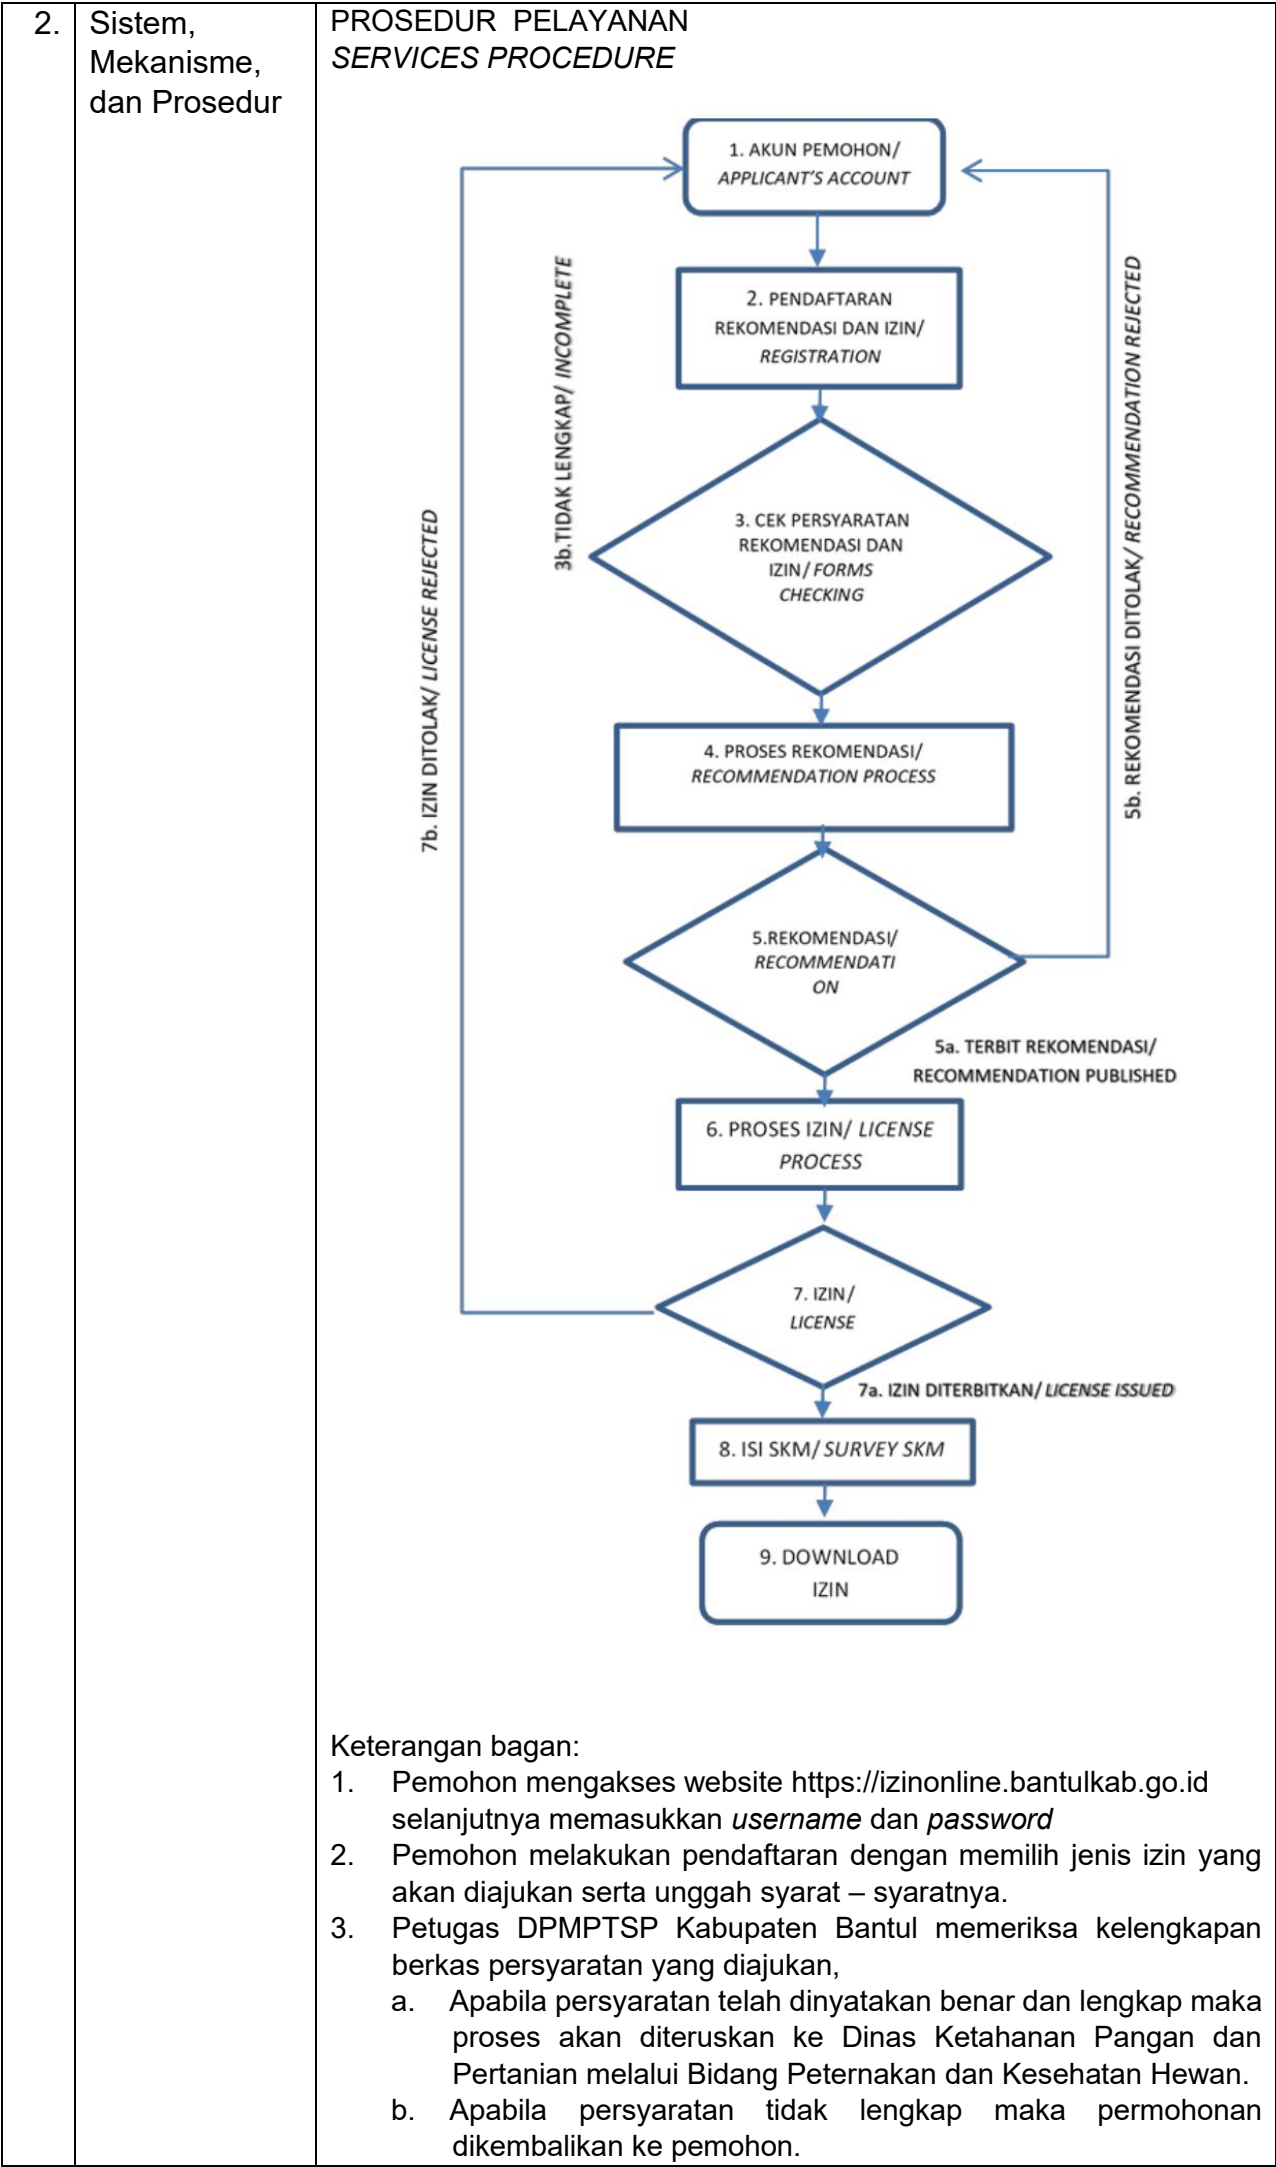 2.
Sistem,
Mekanisme,
dan Prosedur
PROSEDUR PELAYANAN
SERVICES PROCEDURE
1. AKUN PEMOHON/
APPLICANT'S ACCOUNT
2. PENDAFTARAN
REKOMENDASI DAN IZIN/
REGISTRATION
3b.TIDAK LENGKAP/ INCOMPLETE
5b. REKOMENDASI DITOLAK/ RECOMMENDATION REJECTED
3. CEK PERSYARATAN
REKOMENDASI DAN
IZIN/ FORMS
CHECKING
7b. IZIN DITOLAK/ LICENSE REJECTED
4. PROSES REKOMENDASI/
RECOMMENDATION PROCESS
5.REKOMENDASI/
RECOMMENDATI
ON
5a. TERBIT REKOMENDASI/
RECOMMENDATION PUBLISHED
6. PROSES IZIN/ LICENSE
PROCESS
7. IZIN/
LICENSE
7a. IZIN DITERBITKAN/ LICENSE ISSUED
8. ISI SKM/ SURVEY SKM
9. DOWNLOAD
IZIN
Keterangan bagan:
1. Pemohon mengakses website https://izinonline.bantulkab.go.id
selanjutnya memasukkan username dan password
2. Pemohon melakukan pendaftaran dengan memilih jenis izin yang
akan diajukan serta unggah syarat – syaratnya.
3. Petugas DPMPTSP Kabupaten Bantul memeriksa kelengkapan
berkas persyaratan yang diajukan,
a. Apabila persyaratan telah dinyatakan benar dan lengkap maka
proses akan diteruskan ke Dinas Ketahanan Pangan dan
Pertanian melalui Bidang Peternakan dan Kesehatan Hewan.
b. Apabila persyaratan tidak lengkap maka permohonan
dikembalikan ke pemohon.